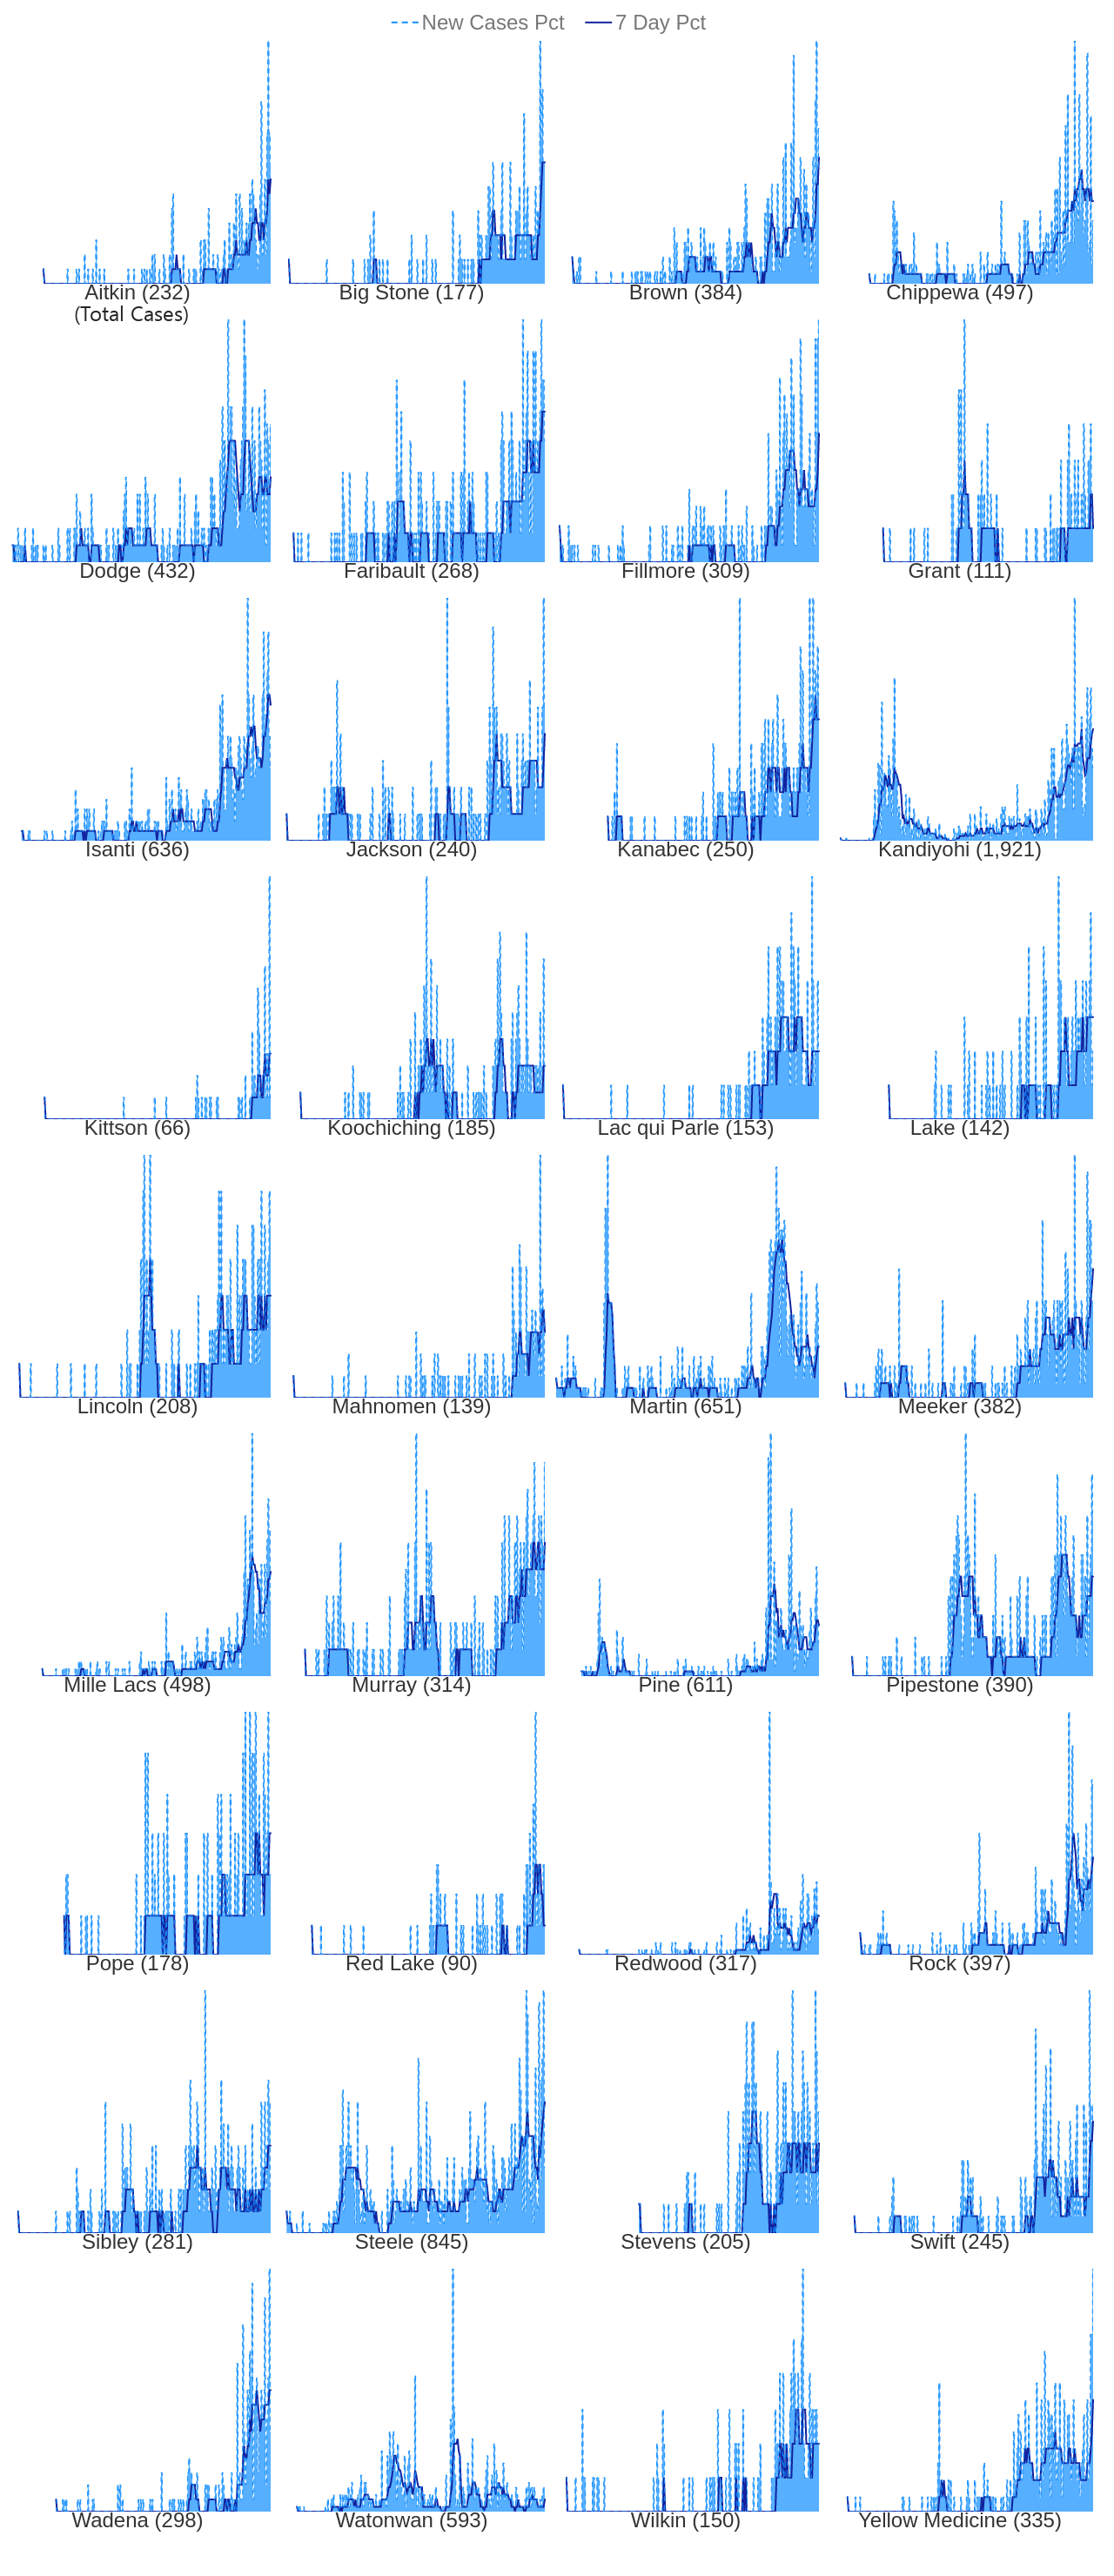 New Cases Pct 7 Day Pct
Aitkin (232) Big Stone (177) Brown (384) Chippewa (497)
(Total Cases)
Dodge (432) Faribault (268) Fillmore (309) Grant (111)
Isanti (636) Jackson (240) Kanabec (250) Kandiyohi (1,921)
Kittson (66) Koochiching (185) Lac qui Parle (153) Lake (142)
Lincoln (208) Mahnomen (139) Martin (651) Meeker (382)
Mille Lacs (498) Murray (314) Pine (611) Pipestone (390)
Pope (178) Red Lake (90) Redwood (317) Rock (397)
Sibley (281) Steele (845) Stevens (205) Swift (245)
Wadena (298) Watonwan (593) Wilkin (150) Yellow Medicine (335)